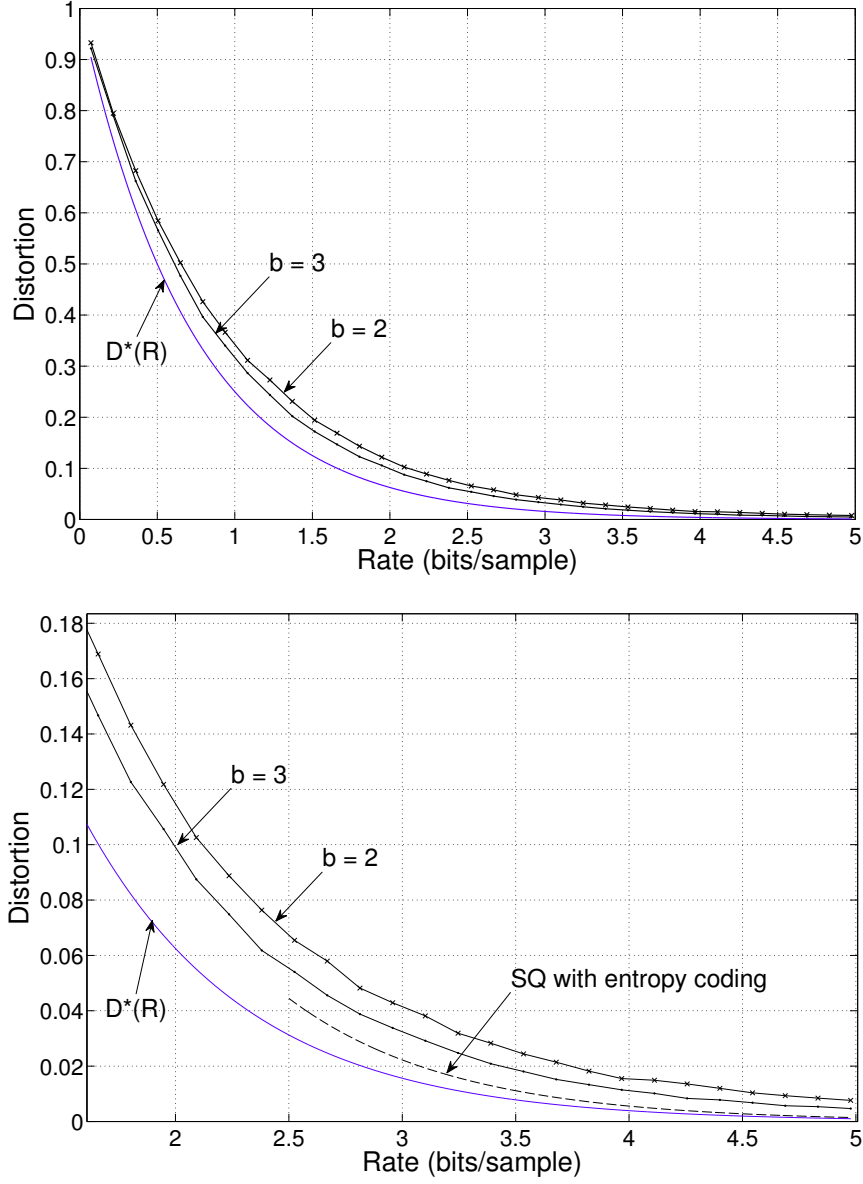 1
0.9
0.8
0.7
0.6
0.5
0.4
0.3
0.2
0.1
0
Distortion
b = 3
b = 2
D*(R)
0 0.5 1 1.5 2 2.5 3 3.5 4 4.5 5
Rate (bits/sample)
0.18
0.16
0.14
0.12
0.1
0.08
0.06
0.04
0.02
0
Distortion
b = 3
b = 2
SQ with entropy coding
D*(R)
2 2.5 3 3.5 4 4.5 5
Rate (bits/sample)